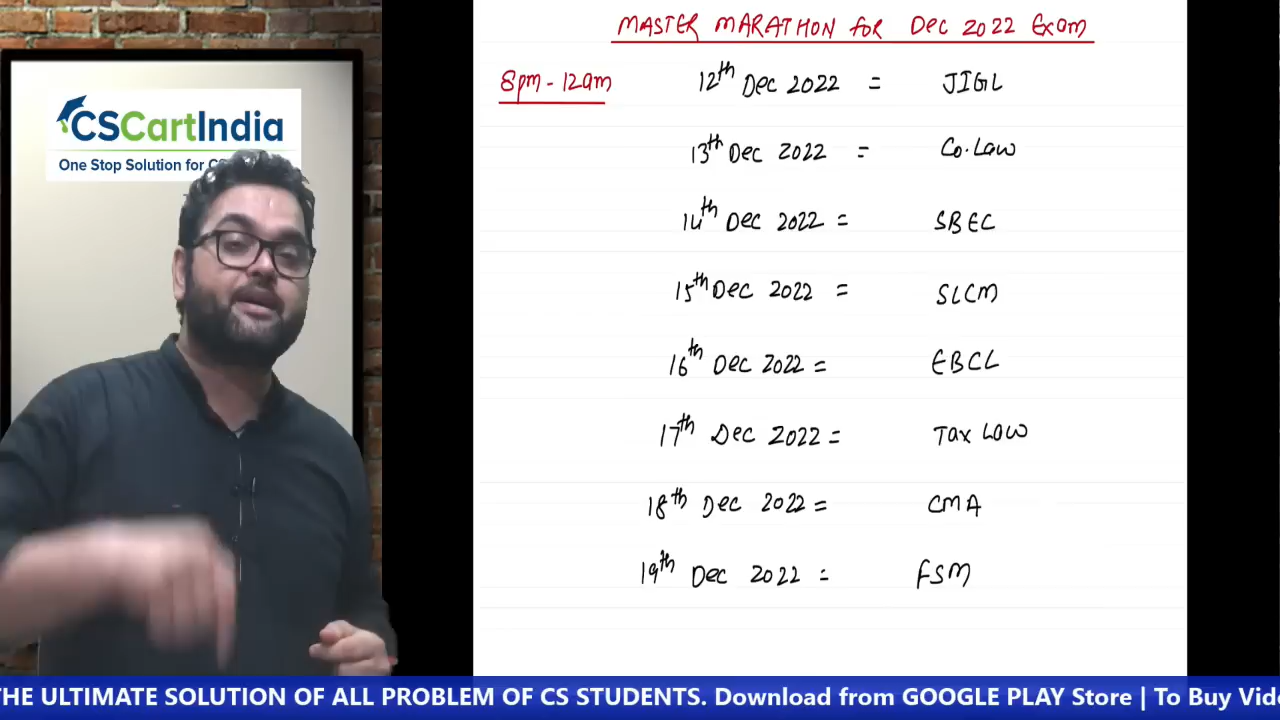 MASTER MARATHON for Dec 2022 Exam
8pm - 12am
12th Dec 2022 = JIGL
13th Dec 2022 = Co. Law
14th Dec 2022 = SBEC
15th Dec 2022 = SLCM
16th Dec 2022 = EBCL
17th Dec 2022 = Tax Law
18th Dec 2022 = CMA
19th Dec 2022 = FSM
CSCartIndia
One Stop Solution for
THE ULTIMATE SOLUTION OF ALL PROBLEM OF CS STUDENTS. Download from GOOGLE PLAY Store | To Buy